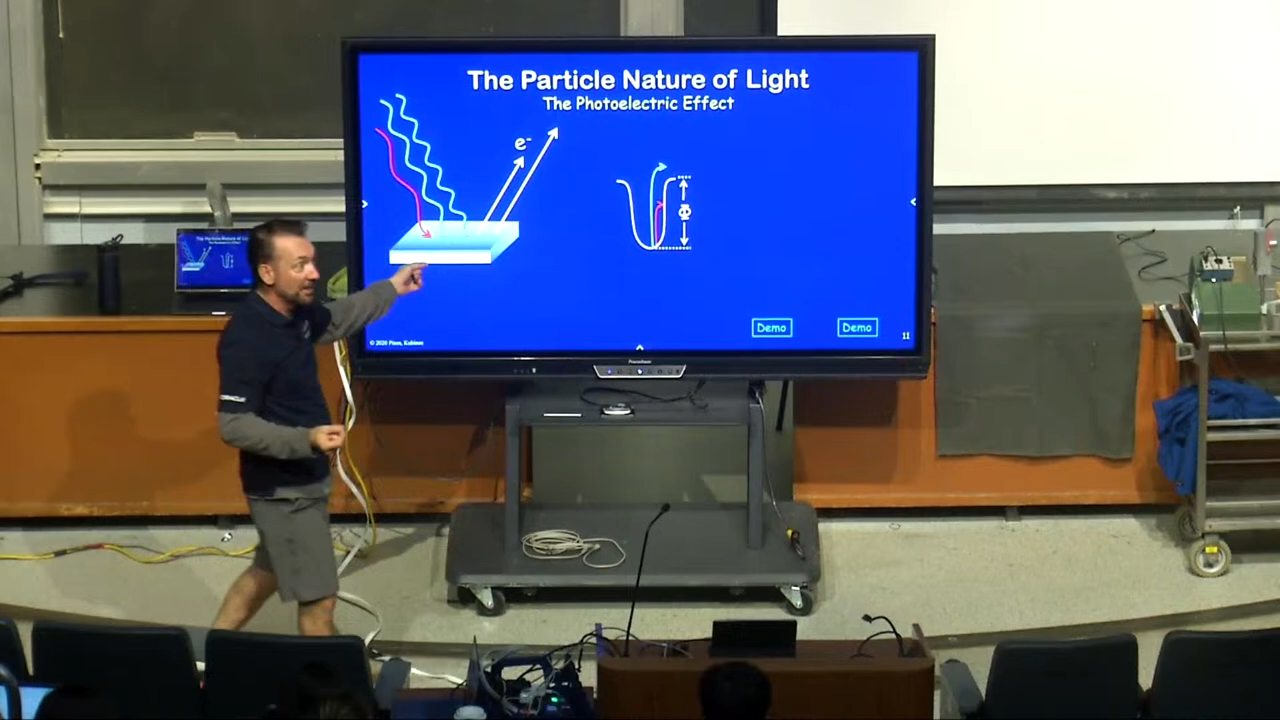 The Particle Nature of Light
The Photoelectric Effect
e-
Φ
Demo
Demo
11